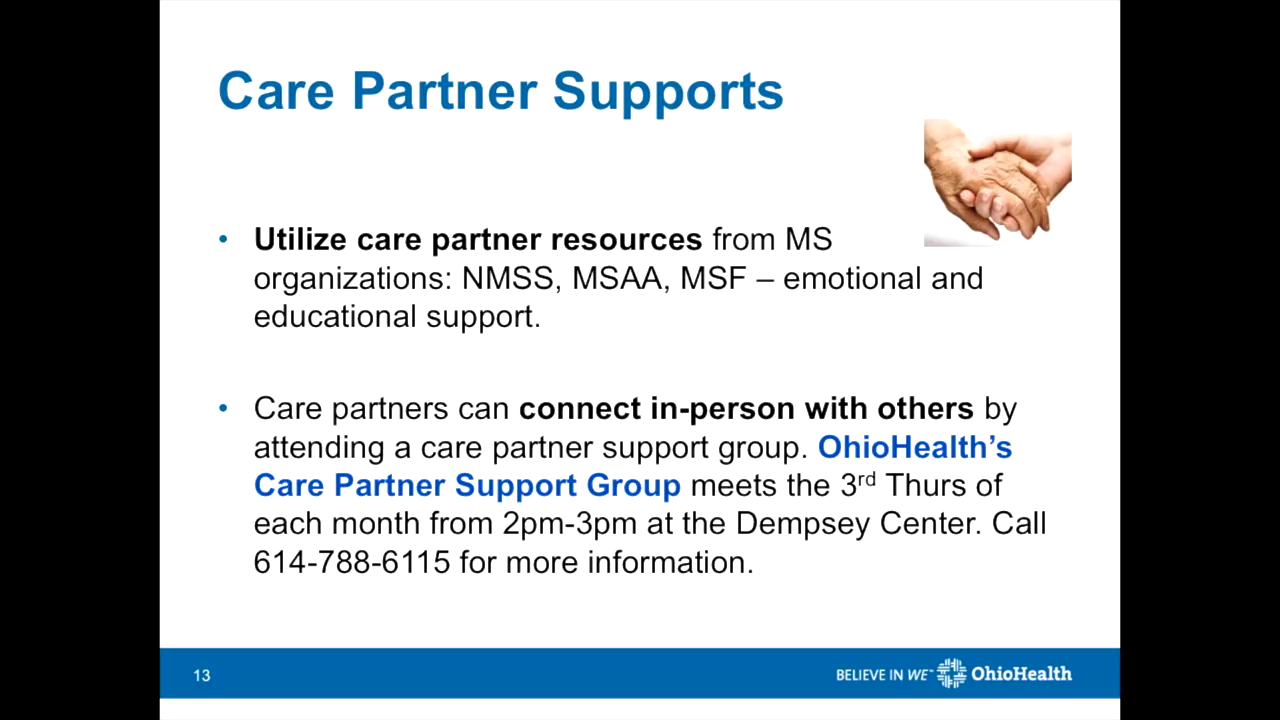 Care Partner Supports
• Utilize care partner resources from MS
organizations: NMSS, MSAA, MSF – emotional and
educational support.
• Care partners can connect in-person with others by
attending a care partner support group. OhioHealth’s
Care Partner Support Group meets the 3rd Thurs of
each month from 2pm-3pm at the Dempsey Center. Call
614-788-6115 for more information.
13
BELIEVE IN WE℠ OhioHealth